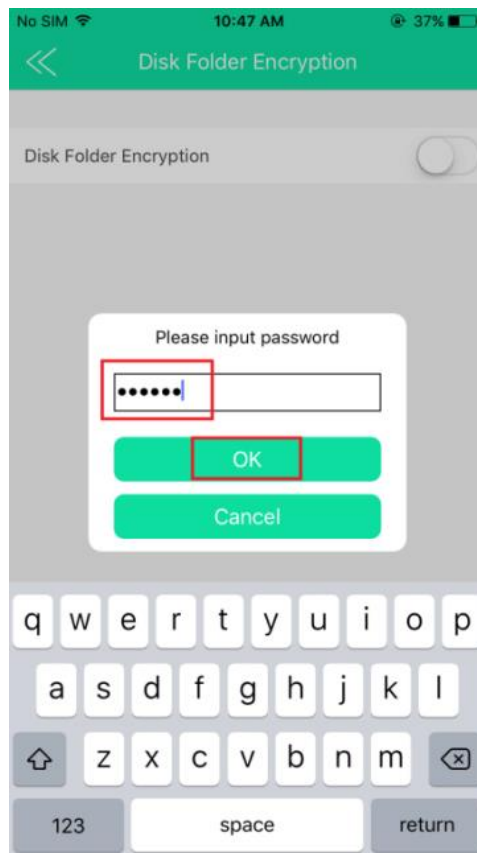 No SIM 10:47 AM 37%
Disk Folder Encryption
Disk Folder Encryption
Please input password
••••••
OK
Cancel
q w e r t y u i o p
a s d f g h j k l
z x c v b n m
123 space return